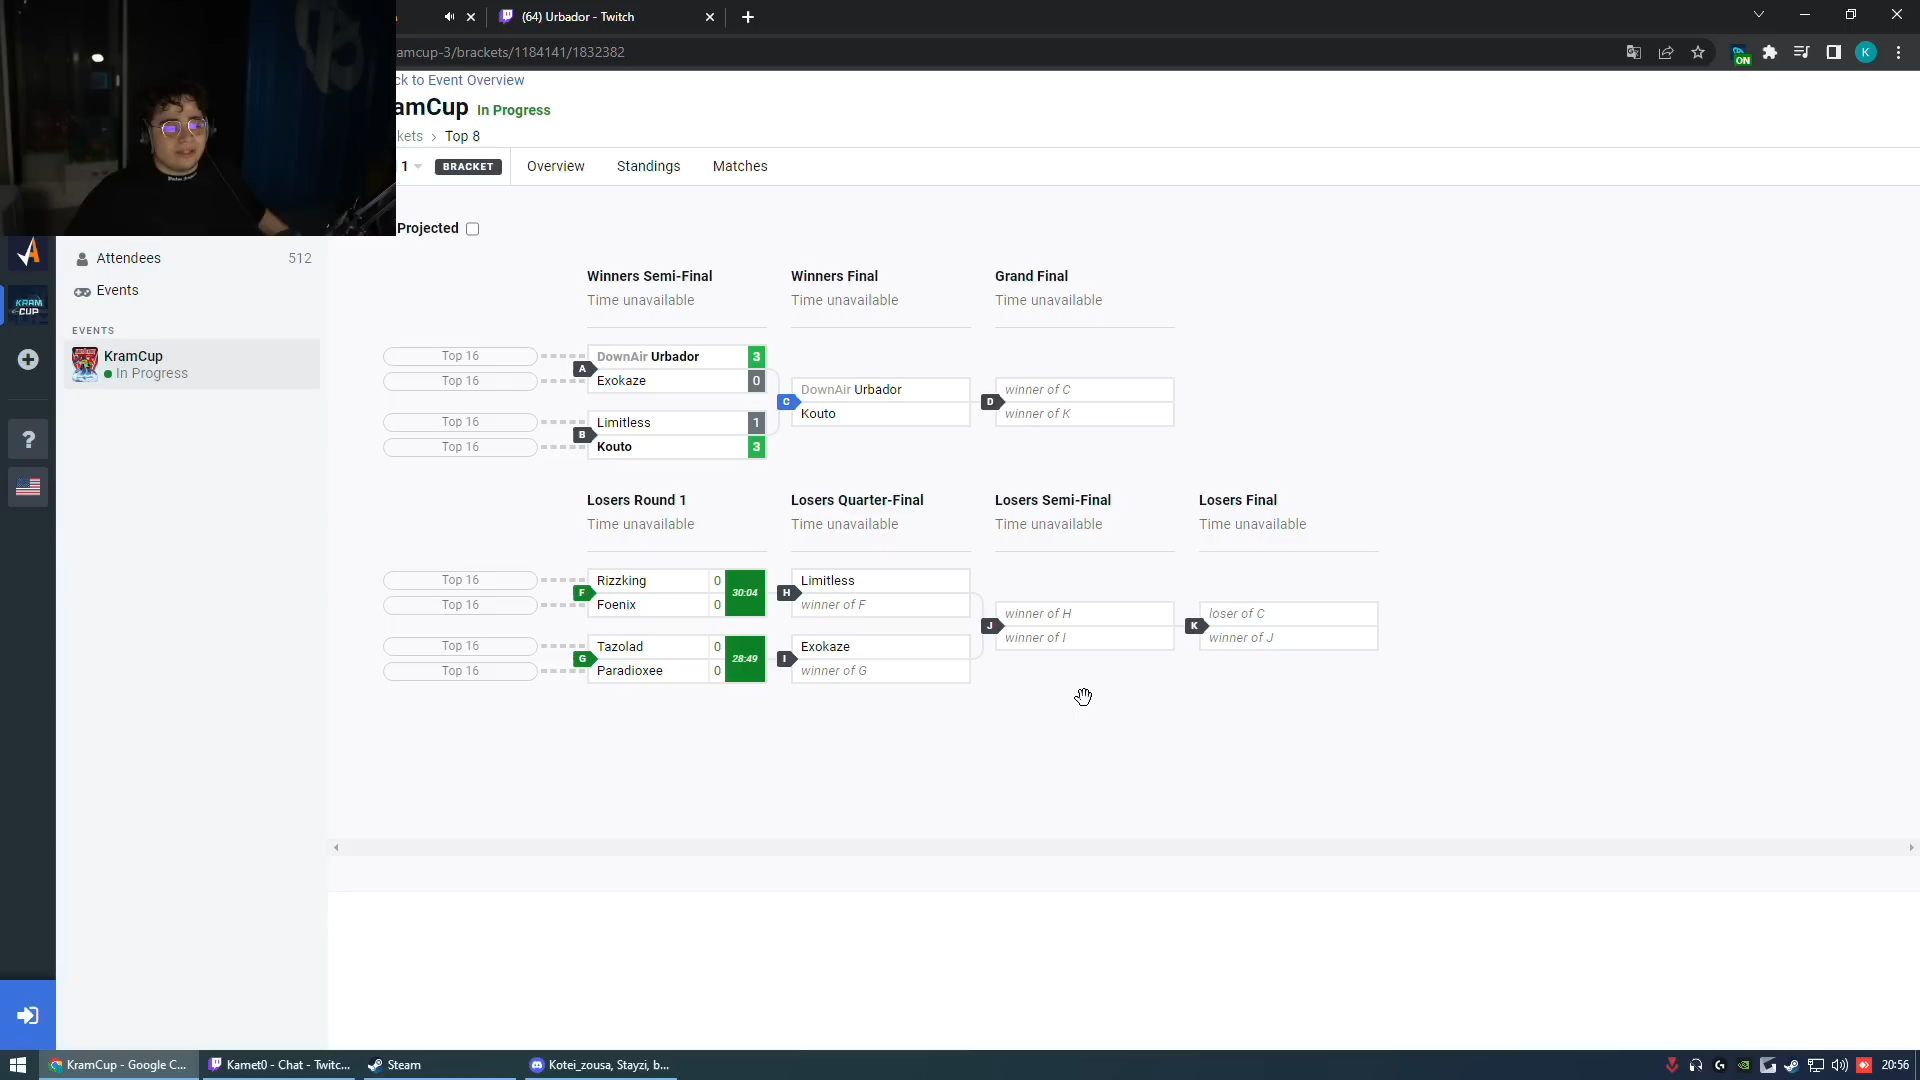 (64) Urbador - Twitch
amcup-3/brackets/1184141/1832382
ON
K
ck to Event Overview
amCup In Progress
kets › Top 8
1 BRACKET Overview Standings Matches
Projected
Attendees 512
Events
KRAM
CUP
EVENTS
KramCup
In Progress
?
Winners Semi-Final Winners Final Grand Final
Time unavailable Time unavailable Time unavailable
Top 16 DownAir Urbador 3
A
Top 16 Exokaze 0
DownAir Urbador winner of C
C D
Kouto winner of K
Top 16 Limitless 1
B
Top 16 Kouto 3
Losers Round 1 Losers Quarter-Final Losers Semi-Final Losers Final
Time unavailable Time unavailable Time unavailable Time unavailable
Top 16 Rizzking 0 Limitless
F 30:04 H
Top 16 Foenix 0 winner of F
winner of H loser of C
J K
winner of I winner of J
Top 16 Tazolad 0 Exokaze
G 28:49 I
Top 16 Paradioxee 0 winner of G
KramCup - Google C... Kamet0 - Chat - Twitc... Steam Kotei_zousa, Stayzi, b... 20:56